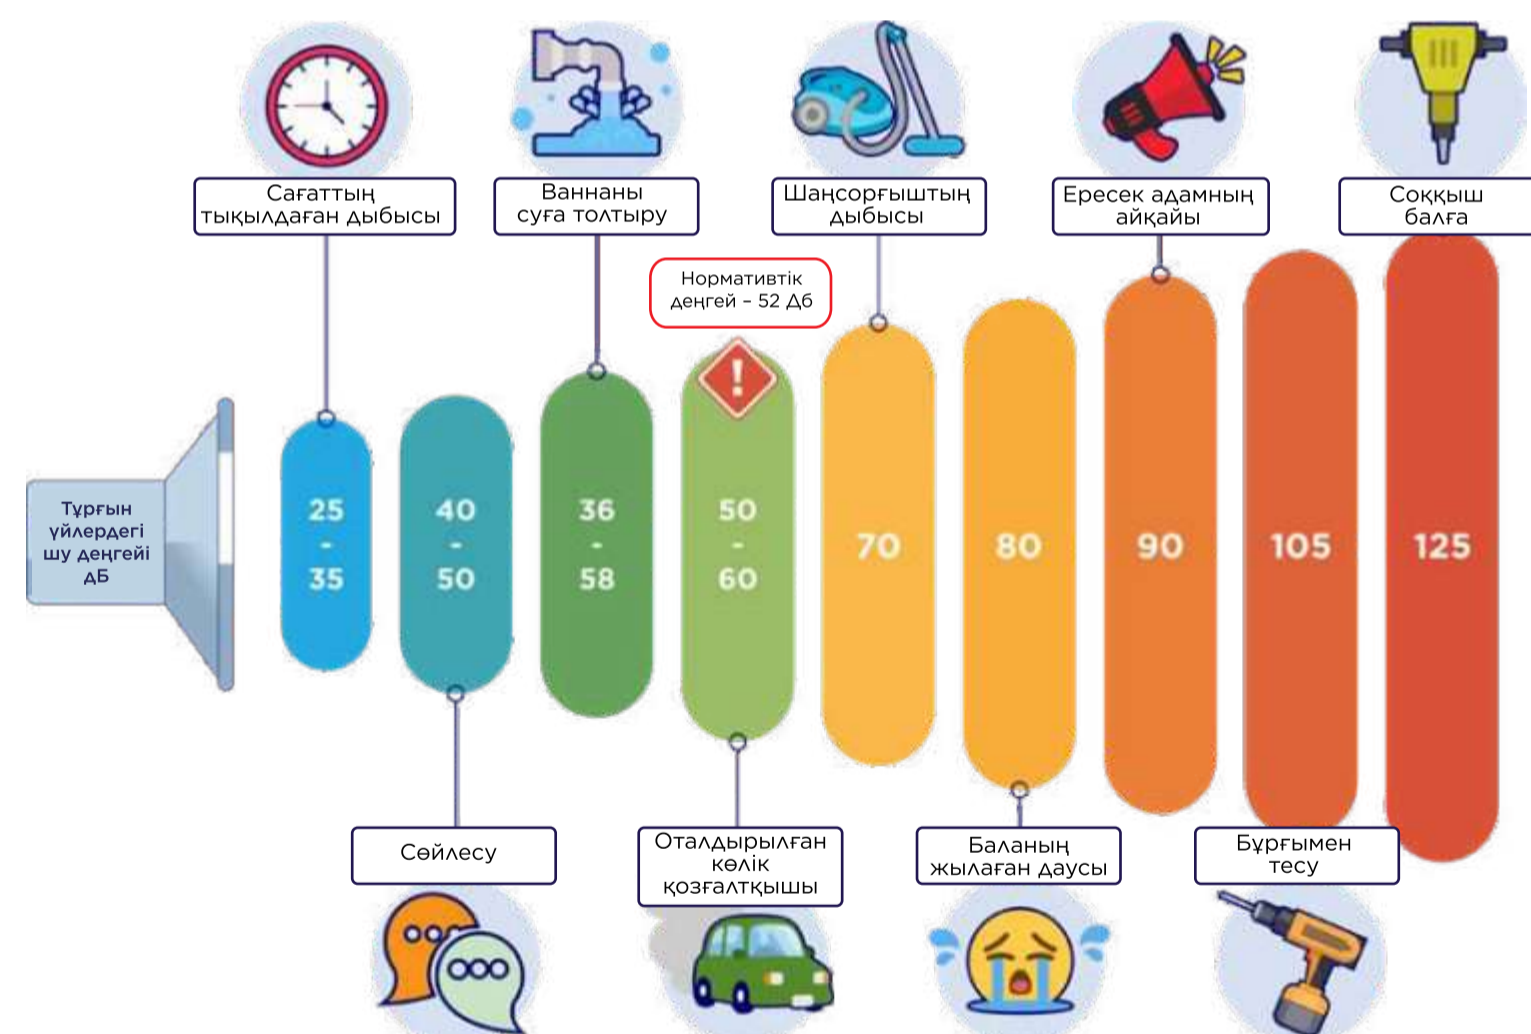 Сағаттың
тықылдаған дыбысы
Ваннаны
суға толтыру
Шаңсорғыштың
дыбысы
Ересек адамның
айқайы
Соққыш
балға
Нормативтік
деңгей – 52 Дб
Тұрғын
үйлердегі
шу деңгейі
дБ
25
-
35
40
-
50
36
-
58
!
50
-
60
70
80
90
105
125
Сөйлесу
Оталдырылған
көлік
қозғалтқышы
Баланың
жылаған даусы
Бұрғымен
тесу